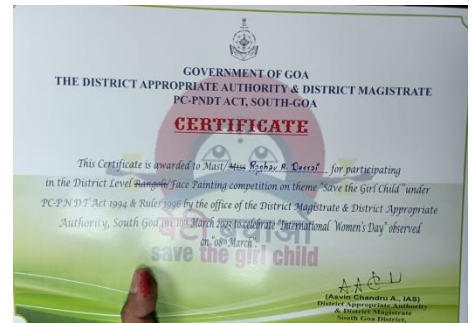 GOVERNMENT OF GOA
THE DISTRICT APPROPRIATE AUTHORITY & DISTRICT MAGISTRATE
PC-PNDT ACT, SOUTH-GOA
CERTIFICATE
This Certificate is awarded to Mast/Miss Raghav R. for participating
in the District Level Rangoli/Face Painting competition on theme "Save the Girl Child" under
PC-P.N.D.T Act 1994 & Rules 1996 by the office of the District Magistrate & District Appropriate
Authority, South Goa on 10th March 2023 to celebrate "International Women's Day" observed
on "08th March".
बेटी बचाओ
save the girl child
(Asvin Chandru A., IAS)
District Appropriate Authority
& District Magistrate
South Goa District,